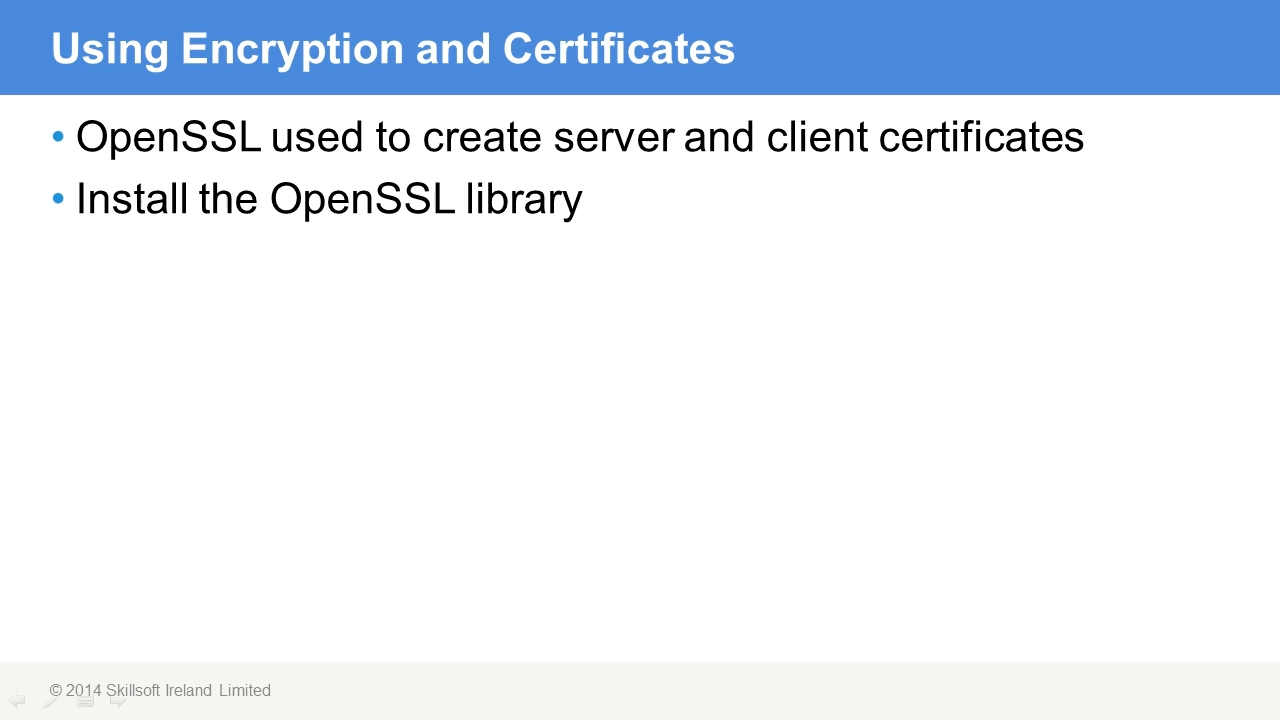 Using Encryption and Certificates
• OpenSSL used to create server and client certificates
• Install the OpenSSL library
© 2014 Skillsoft Ireland Limited